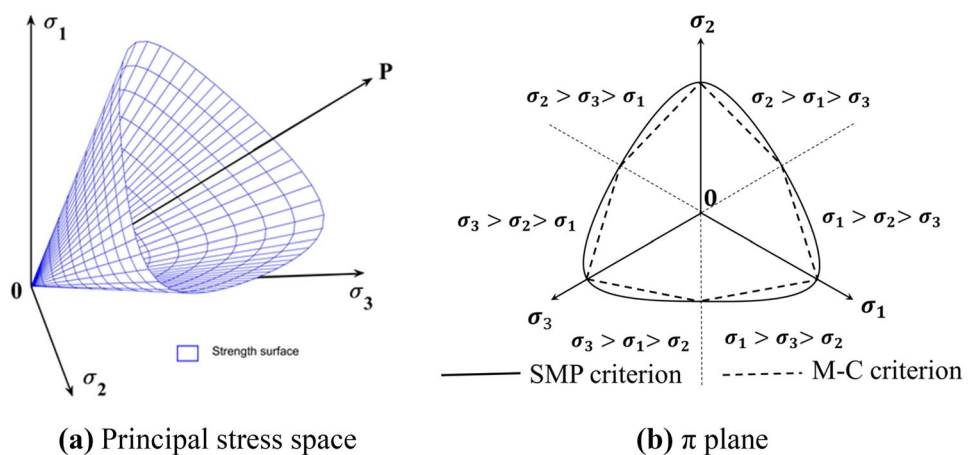 σ1
P
0
σ3
σ2
Strength surface
(a) Principal stress space
σ2
σ2 > σ3 > σ1
σ2 > σ1 > σ3
0
σ3 > σ2 > σ1
σ1 > σ2 > σ3
σ3
σ1
σ3 > σ1 > σ2
σ1 > σ3 > σ2
SMP criterion
M-C criterion
(b) π plane